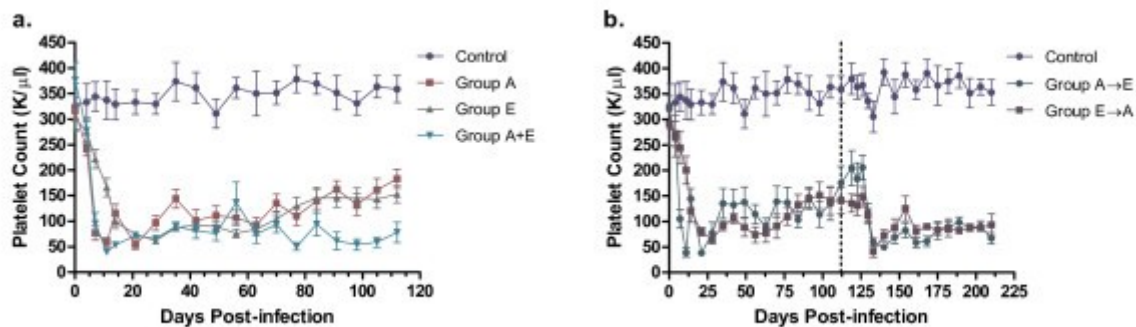 a.
Platelet Count (K/µl)
450
400
350
300
250
200
150
100
50
0
0 20 40 60 80 100 120
Days Post-infection
Control
Group A
Group E
Group A+E
b.
Platelet Count (K/µl)
450
400
350
300
250
200
150
100
50
0
0 25 50 75 100 125 150 175 200 225
Days Post-infection
Control
Group A→E
Group E→A